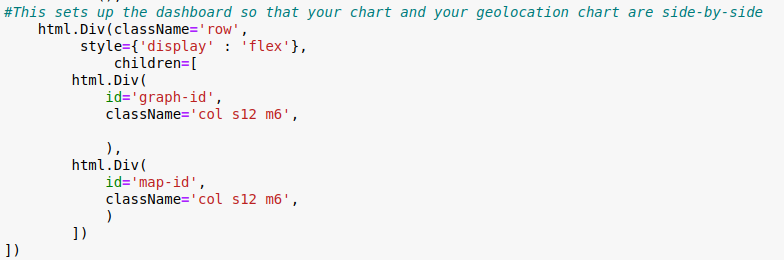 #This sets up the dashboard so that your chart and your geolocation chart are side-by-side
    html.Div(className='row',
         style={'display' : 'flex'},
             children=[
        html.Div(
            id='graph-id',
            className='col s12 m6',

            ),
        html.Div(
            id='map-id',
            className='col s12 m6',
            )
        ])
])